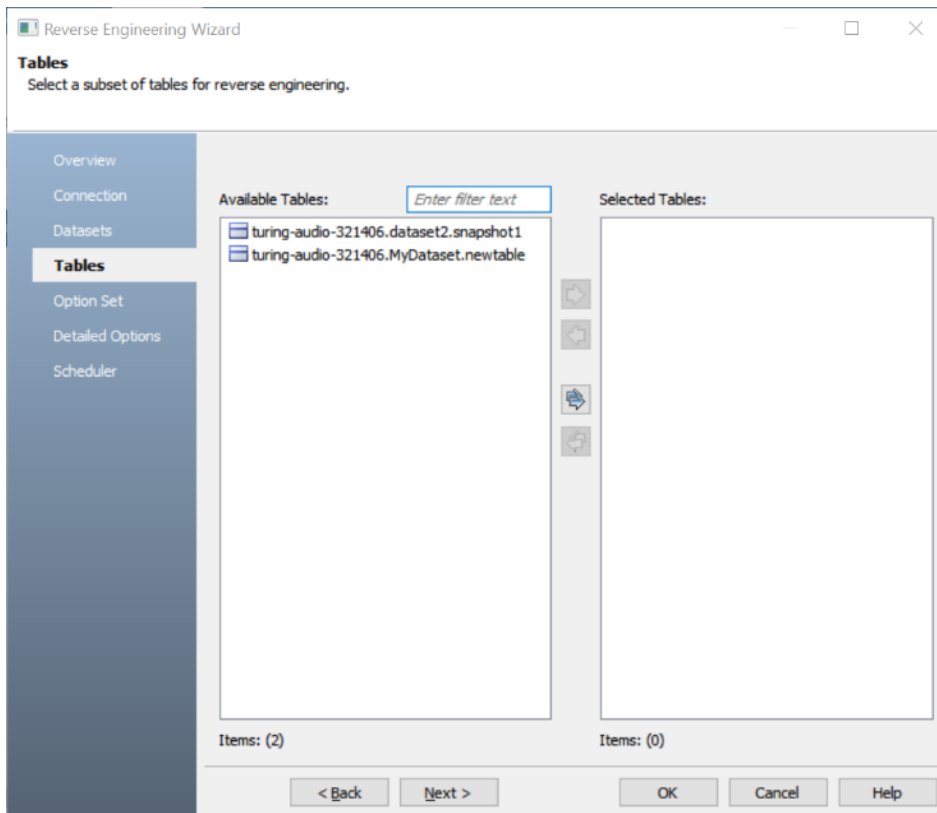 Reverse Engineering Wizard
Tables
Select a subset of tables for reverse engineering.
Overview
Connection
Datasets
Tables
Option Set
Detailed Options
Scheduler
Available Tables:
Enter filter text
turing-audio-321406.dataset2.snapshot1
turing-audio-321406.MyDataset.newtable
Items: (2)
Selected Tables:
Items: (0)
< Back
Next >
OK
Cancel
Help